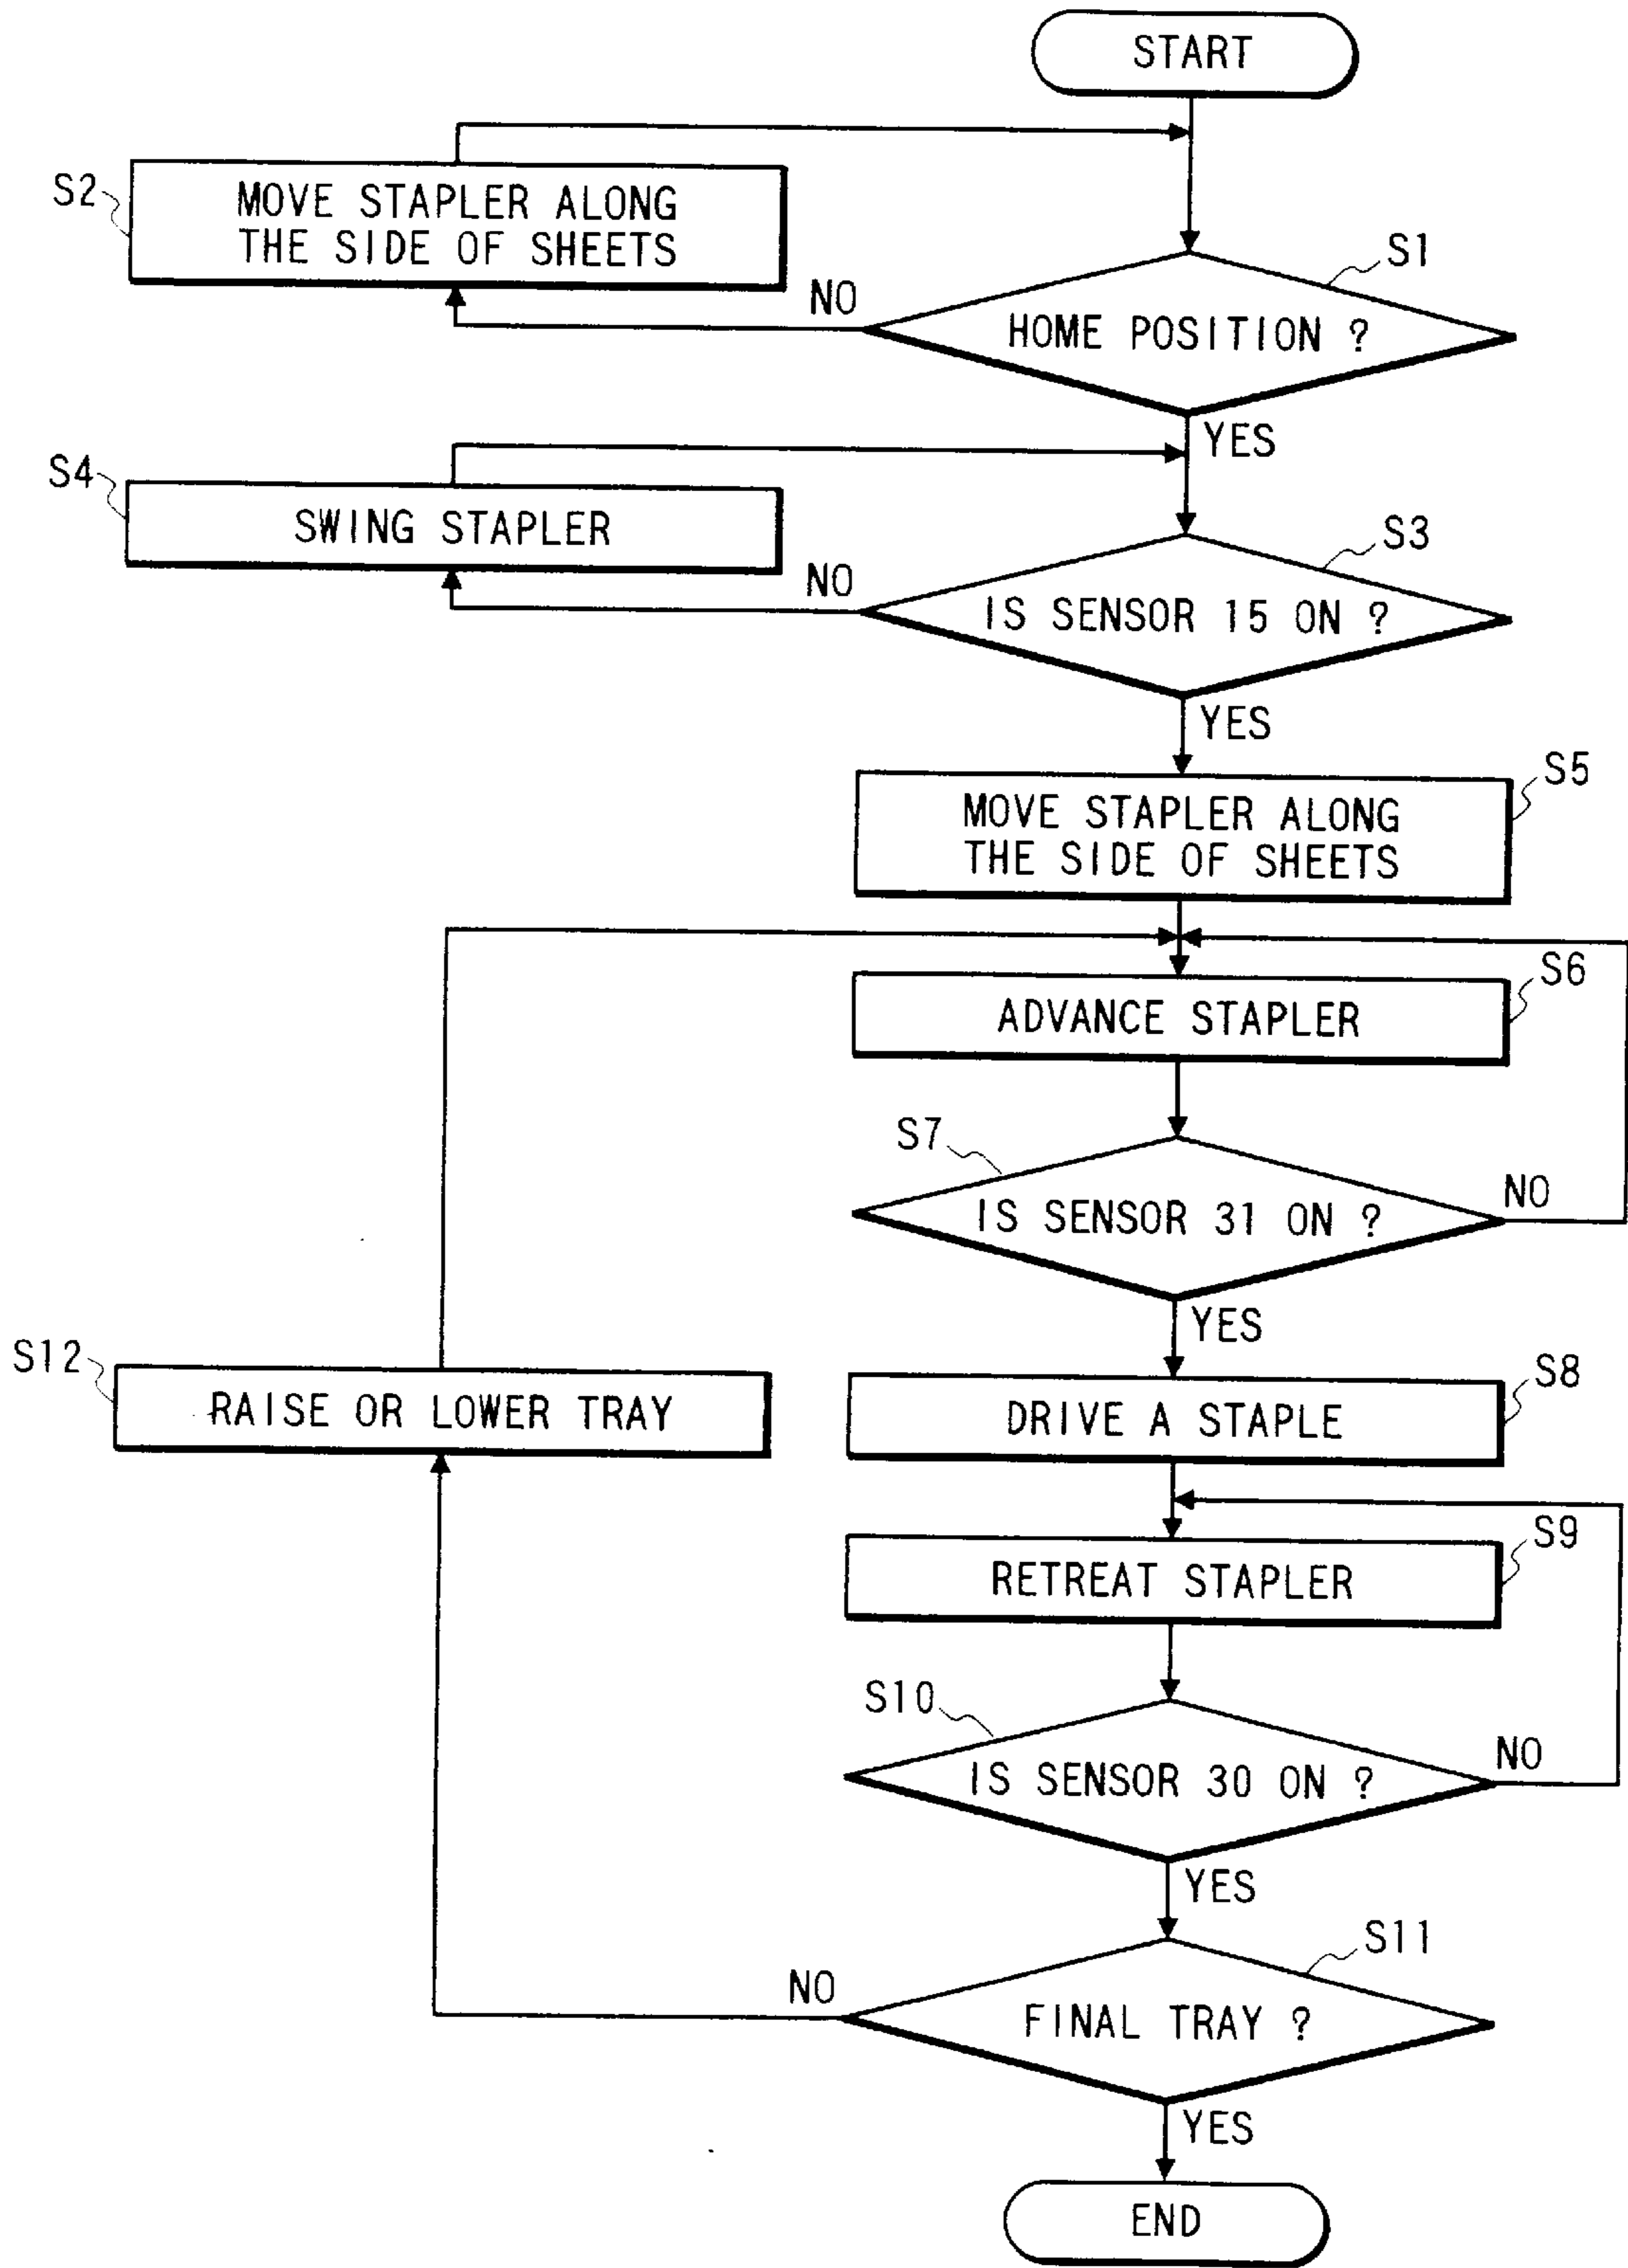 START
S2
MOVE STAPLER ALONG
THE SIDE OF SHEETS
S1
NO
HOME POSITION ?
YES
S4
SWING STAPLER
S3
NO
IS SENSOR 15 ON ?
YES
S5
MOVE STAPLER ALONG
THE SIDE OF SHEETS
S6
ADVANCE STAPLER
S7
NO
IS SENSOR 31 ON ?
YES
S12
RAISE OR LOWER TRAY
S8
DRIVE A STAPLE
S9
RETREAT STAPLER
S10
NO
IS SENSOR 30 ON ?
YES
S11
NO
FINAL TRAY ?
YES
END